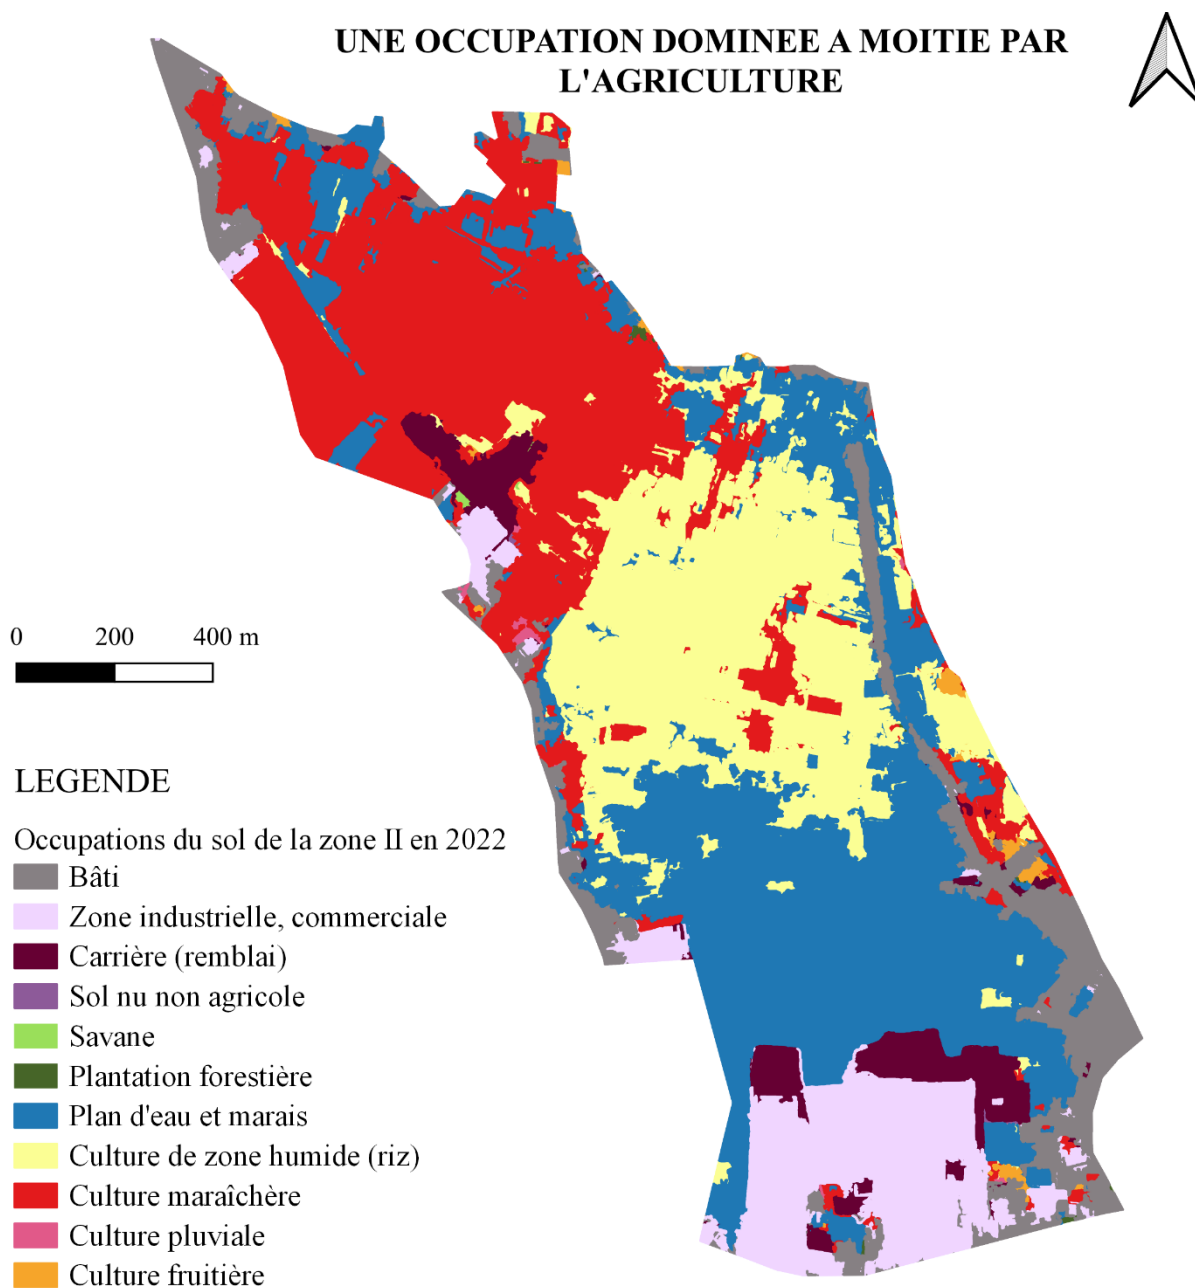 UNE OCCUPATION DOMINEE A MOITIE PAR
L'AGRICULTURE
0 200 400 m
LEGENDE
Occupations du sol de la zone II en 2022
Bâti
Zone industrielle, commerciale
Carrière (remblai)
Sol nu non agricole
Savane
Plantation forestière
Plan d'eau et marais
Culture de zone humide (riz)
Culture maraîchère
Culture pluviale
Culture fruitière